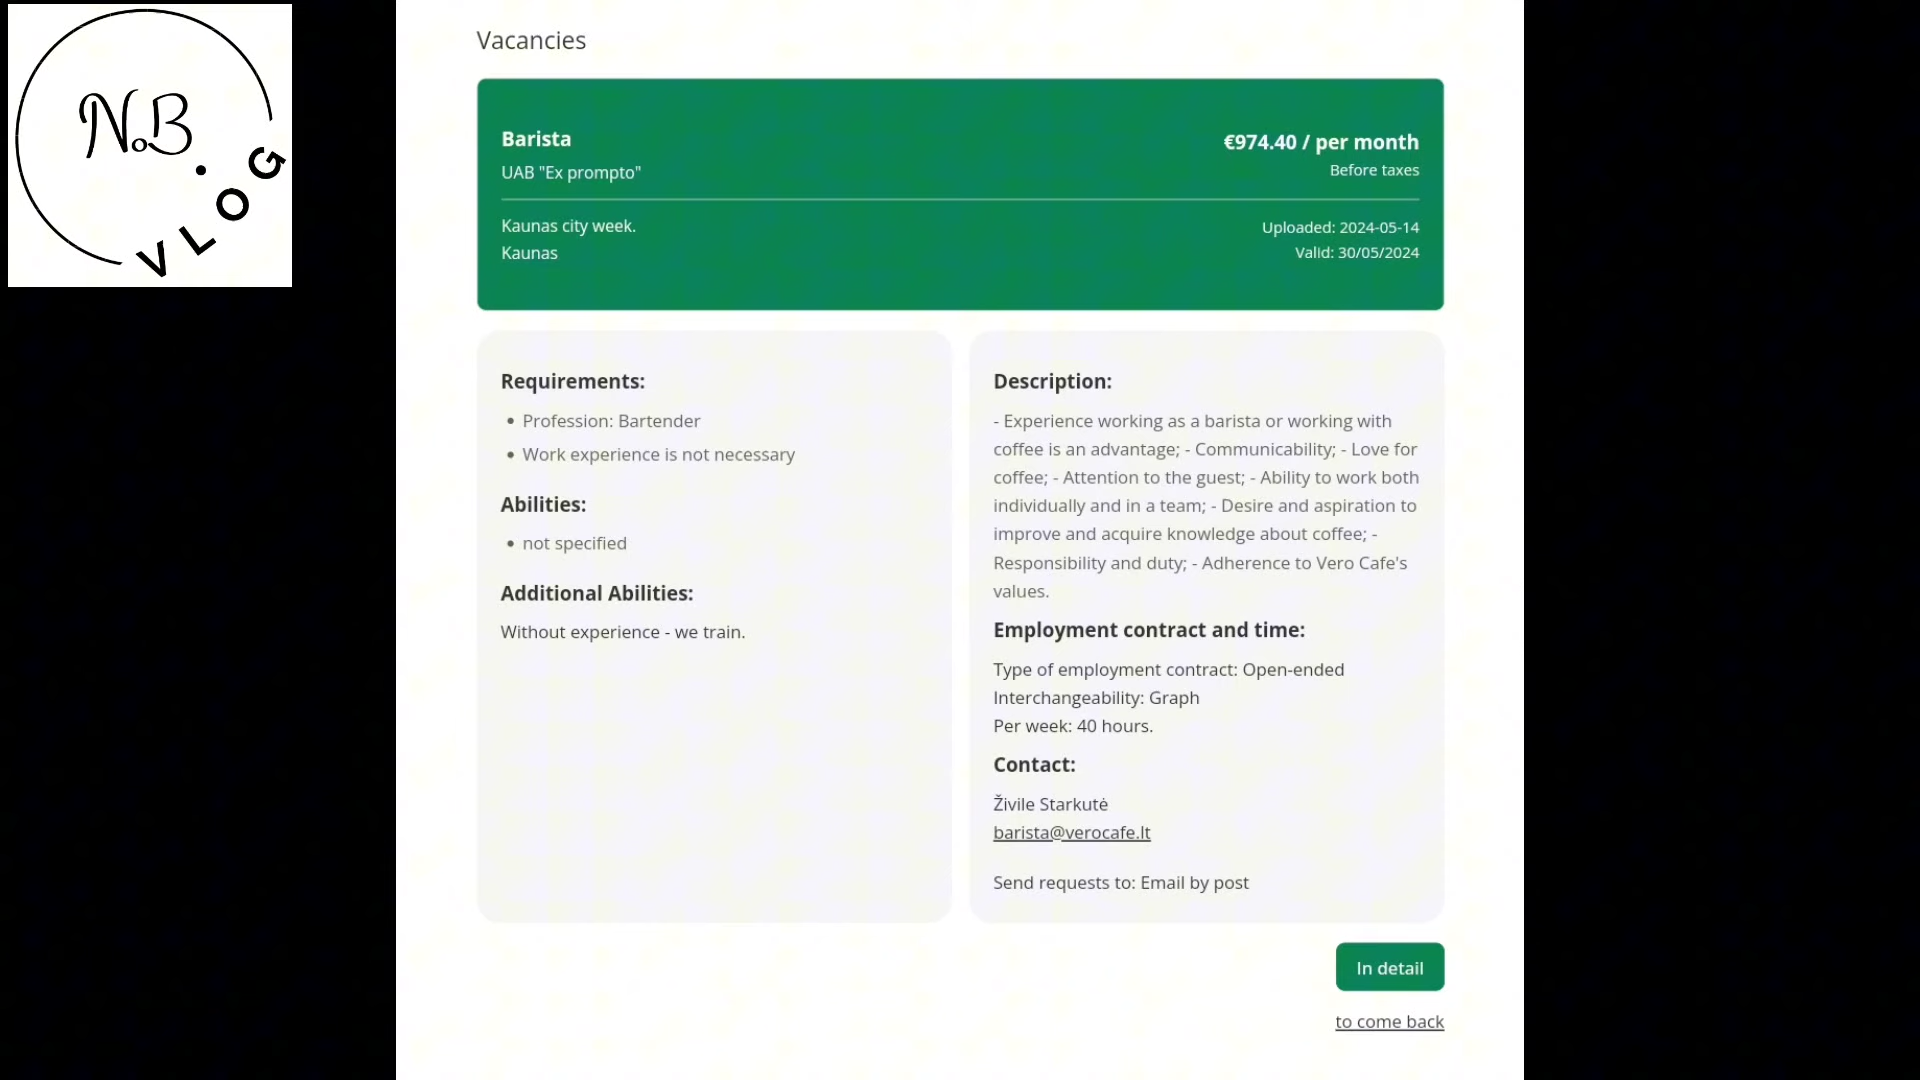 N.B.
VLOG
Vacancies
Barista
€974.40 / per month
UAB "Ex prompto"
Before taxes
Kaunas city week.
Uploaded: 2024-05-14
Kaunas
Valid: 30/05/2024
Requirements:
• Profession: Bartender
• Work experience is not necessary
Abilities:
• not specified
Additional Abilities:
Without experience - we train.
Description:
- Experience working as a barista or working with
coffee is an advantage; - Communicability; - Love for
coffee; - Attention to the guest; - Ability to work both
individually and in a team; - Desire and aspiration to
improve and acquire knowledge about coffee; -
Responsibility and duty; - Adherence to Vero Cafe's
values.
Employment contract and time:
Type of employment contract: Open-ended
Interchangeability: Graph
Per week: 40 hours.
Contact:
Živile Starkutė
barista@verocafe.lt
Send requests to: Email by post
In detail
to come back